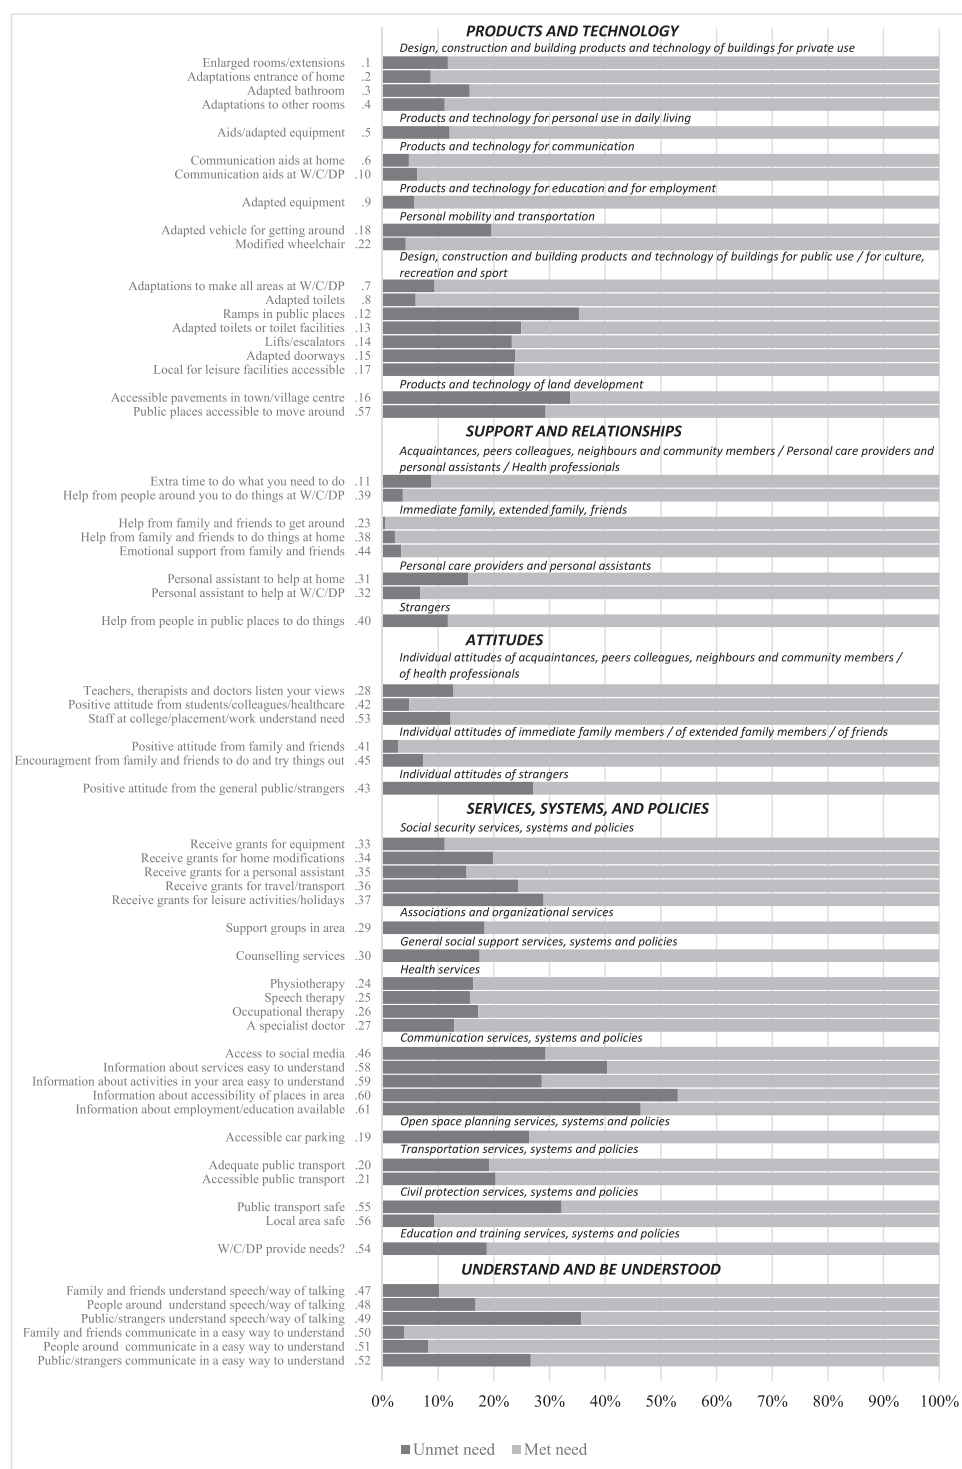 PRODUCTS AND TECHNOLOGY
Design, construction and building products and technology of buildings for private use
Enlarged rooms/extensions .1
Adaptations entrance of home .2
Adapted bathroom .3
Adaptations to other rooms .4
Products and technology for personal use in daily living
Aids/adapted equipment .5
Products and technology for communication
Communication aids at home .6
Communication aids at W/C/DP .10
Products and technology for education and for employment
Adapted equipment .9
Personal mobility and transportation
Adapted vehicle for getting around .18
Modified wheelchair .22
Design, construction and building products and technology of buildings for public use / for culture,
recreation and sport
Adaptations to make all areas at W/C/DP .7
Adapted toilets .8
Ramps in public places .12
Adapted toilets or toilet facilities .13
Lifts/escalators .14
Adapted doorways .15
Local for leisure facilities accessible .17
Products and technology of land development
Accessible pavements in town/village centre .16
Public places accessible to move around .57
SUPPORT AND RELATIONSHIPS
Acquaintances, peers colleagues, neighbours and community members / Personal care providers and
personal assistants / Health professionals
Extra time to do what you need to do .11
Help from people around you to do things at W/C/DP .39
Immediate family, extended family, friends
Help from family and friends to get around .23
Help from family and friends to do things at home .38
Emotional support from family and friends .44
Personal care providers and personal assistants
Personal assistant to help at home .31
Personal assistant to help at W/C/DP .32
Strangers
Help from people in public places to do things .40
ATTITUDES
Individual attitudes of acquaintances, peers colleagues, neighbours and community members /
of health professionals
Teachers, therapists and doctors listen your views .28
Positive attitude from students/colleagues/healthcare .42
Staff at college/placement/work understand need .53
Individual attitudes of immediate family members / of extended family members / of friends
Positive attitude from family and friends .41
Encouragment from family and friends to do and try things out .45
Individual attitudes of strangers
Positive attitude from the general public/strangers .43
SERVICES, SYSTEMS, AND POLICIES
Social security services, systems and policies
Receive grants for equipment .33
Receive grants for home modifications .34
Receive grants for a personal assistant .35
Receive grants for travel/transport .36
Receive grants for leisure activities/holidays .37
Associations and organizational services
Support groups in area .29
General social support services, systems and policies
Counselling services .30
Health services
Physiotherapy .24
Speech therapy .25
Occupational therapy .26
A specialist doctor .27
Communication services, systems and policies
Access to social media .46
Information about services easy to understand .58
Information about activities in your area easy to understand .59
Information about accessibility of places in area .60
Information about employment/education available .61
Open space planning services, systems and policies
Accessible car parking .19
Transportation services, systems and policies
Adequate public transport .20
Accessible public transport .21
Civil protection services, systems and policies
Public transport safe .55
Local area safe .56
Education and training services, systems and policies
W/C/DP provide needs? .54
UNDERSTAND AND BE UNDERSTOOD
Family and friends understand speech/way of talking .47
People around understand speech/way of talking .48
Public/strangers understand speech/way of talking .49
Family and friends communicate in a easy way to understand .50
People around communicate in a easy way to understand .51
Public/strangers communicate in a easy way to understand .52
0% 10% 20% 30% 40% 50% 60% 70% 80% 90% 100%
Unmet need Met need